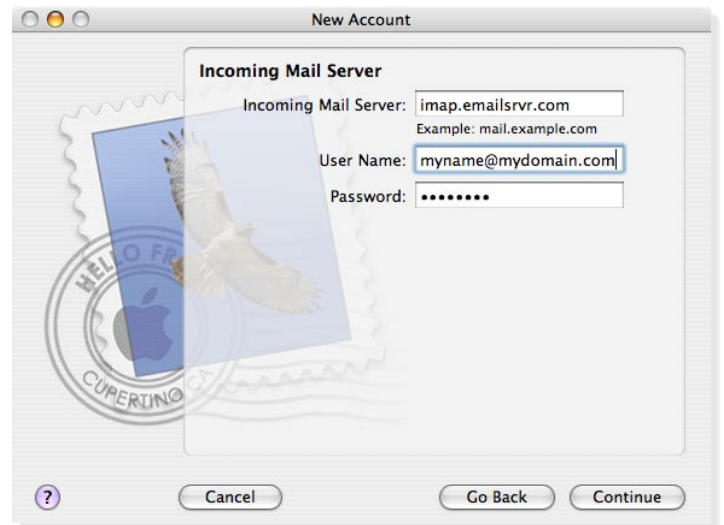 New Account
Incoming Mail Server
Incoming Mail Server: imap.emailsrvr.com
Example: mail.example.com
User Name: myname@mydomain.com
Password: ••••••••
HELLO FR
CUPERTINO CA
?
Cancel
Go Back
Continue